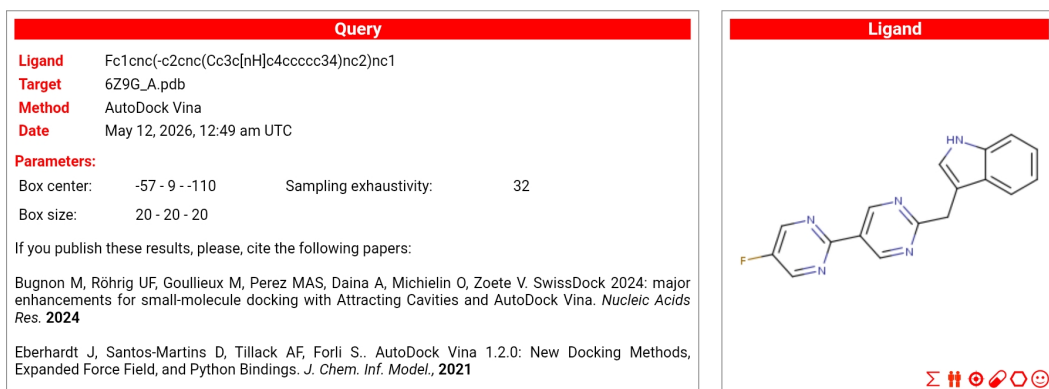 Query
Ligand Fc1cnc(-c2cnc(Cc3c[nH]c4ccccc34)nc2)nc1
Target 6Z9G_A.pdb
Method AutoDock Vina
Date May 12, 2026, 12:49 am UTC
Parameters:
Box center: -57 - 9 - -110 Sampling exhaustivity: 32
Box size: 20 - 20 - 20
If you publish these results, please, cite the following papers:
Bugnon M, Röhrig UF, Goullieux M, Perez MAS, Daina A, Michielin O, Zoete V. SwissDock 2024: major
enhancements for small-molecule docking with Attracting Cavities and AutoDock Vina. Nucleic Acids
Res. 2024
Eberhardt J, Santos-Martins D, Tillack AF, Forli S.. AutoDock Vina 1.2.0: New Docking Methods,
Expanded Force Field, and Python Bindings. J. Chem. Inf. Model., 2021
Ligand
HN
N
N
N
N
F